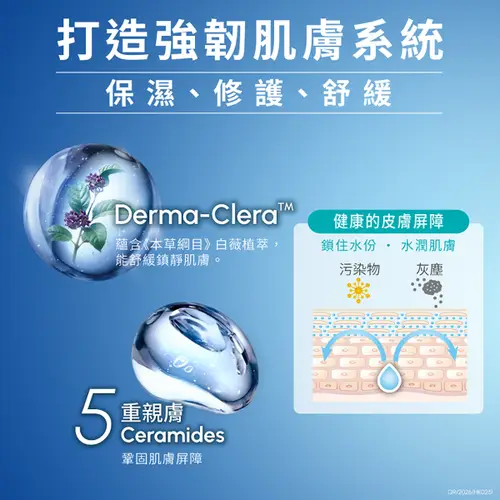 打造強韌肌膚系統
保濕、修護、舒緩
Derma-Clera™
蘊含《本草綱目》白薇植萃，
能舒緩鎮靜肌膚。
健康的皮膚屏障
鎖住水份 · 水潤肌膚
污染物 灰塵
5重親膚
Ceramides
鞏固肌膚屏障